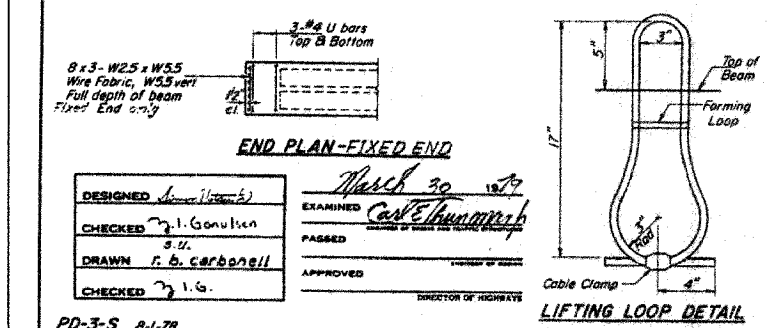 3-#4 U bars
Top & Bottom
8 x 3 - W2.5 x W5.5
Wire Fabric, W5.5 vert
Full depth of beam
Fixed End only
cl.
END PLAN-FIXED END
DESIGNED
CHECKED
S.U.
DRAWN r. b. carbonell
CHECKED I.G.
March 30 1979
EXAMINED
PASSED
APPROVED
DIRECTOR OF HIGHWAYS
PD-3-S 8-1-78
3"
5"
Top of
Beam
Forming
Loop
17"
3"
Rad
Cable Clamp
4"
LIFTING LOOP DETAIL